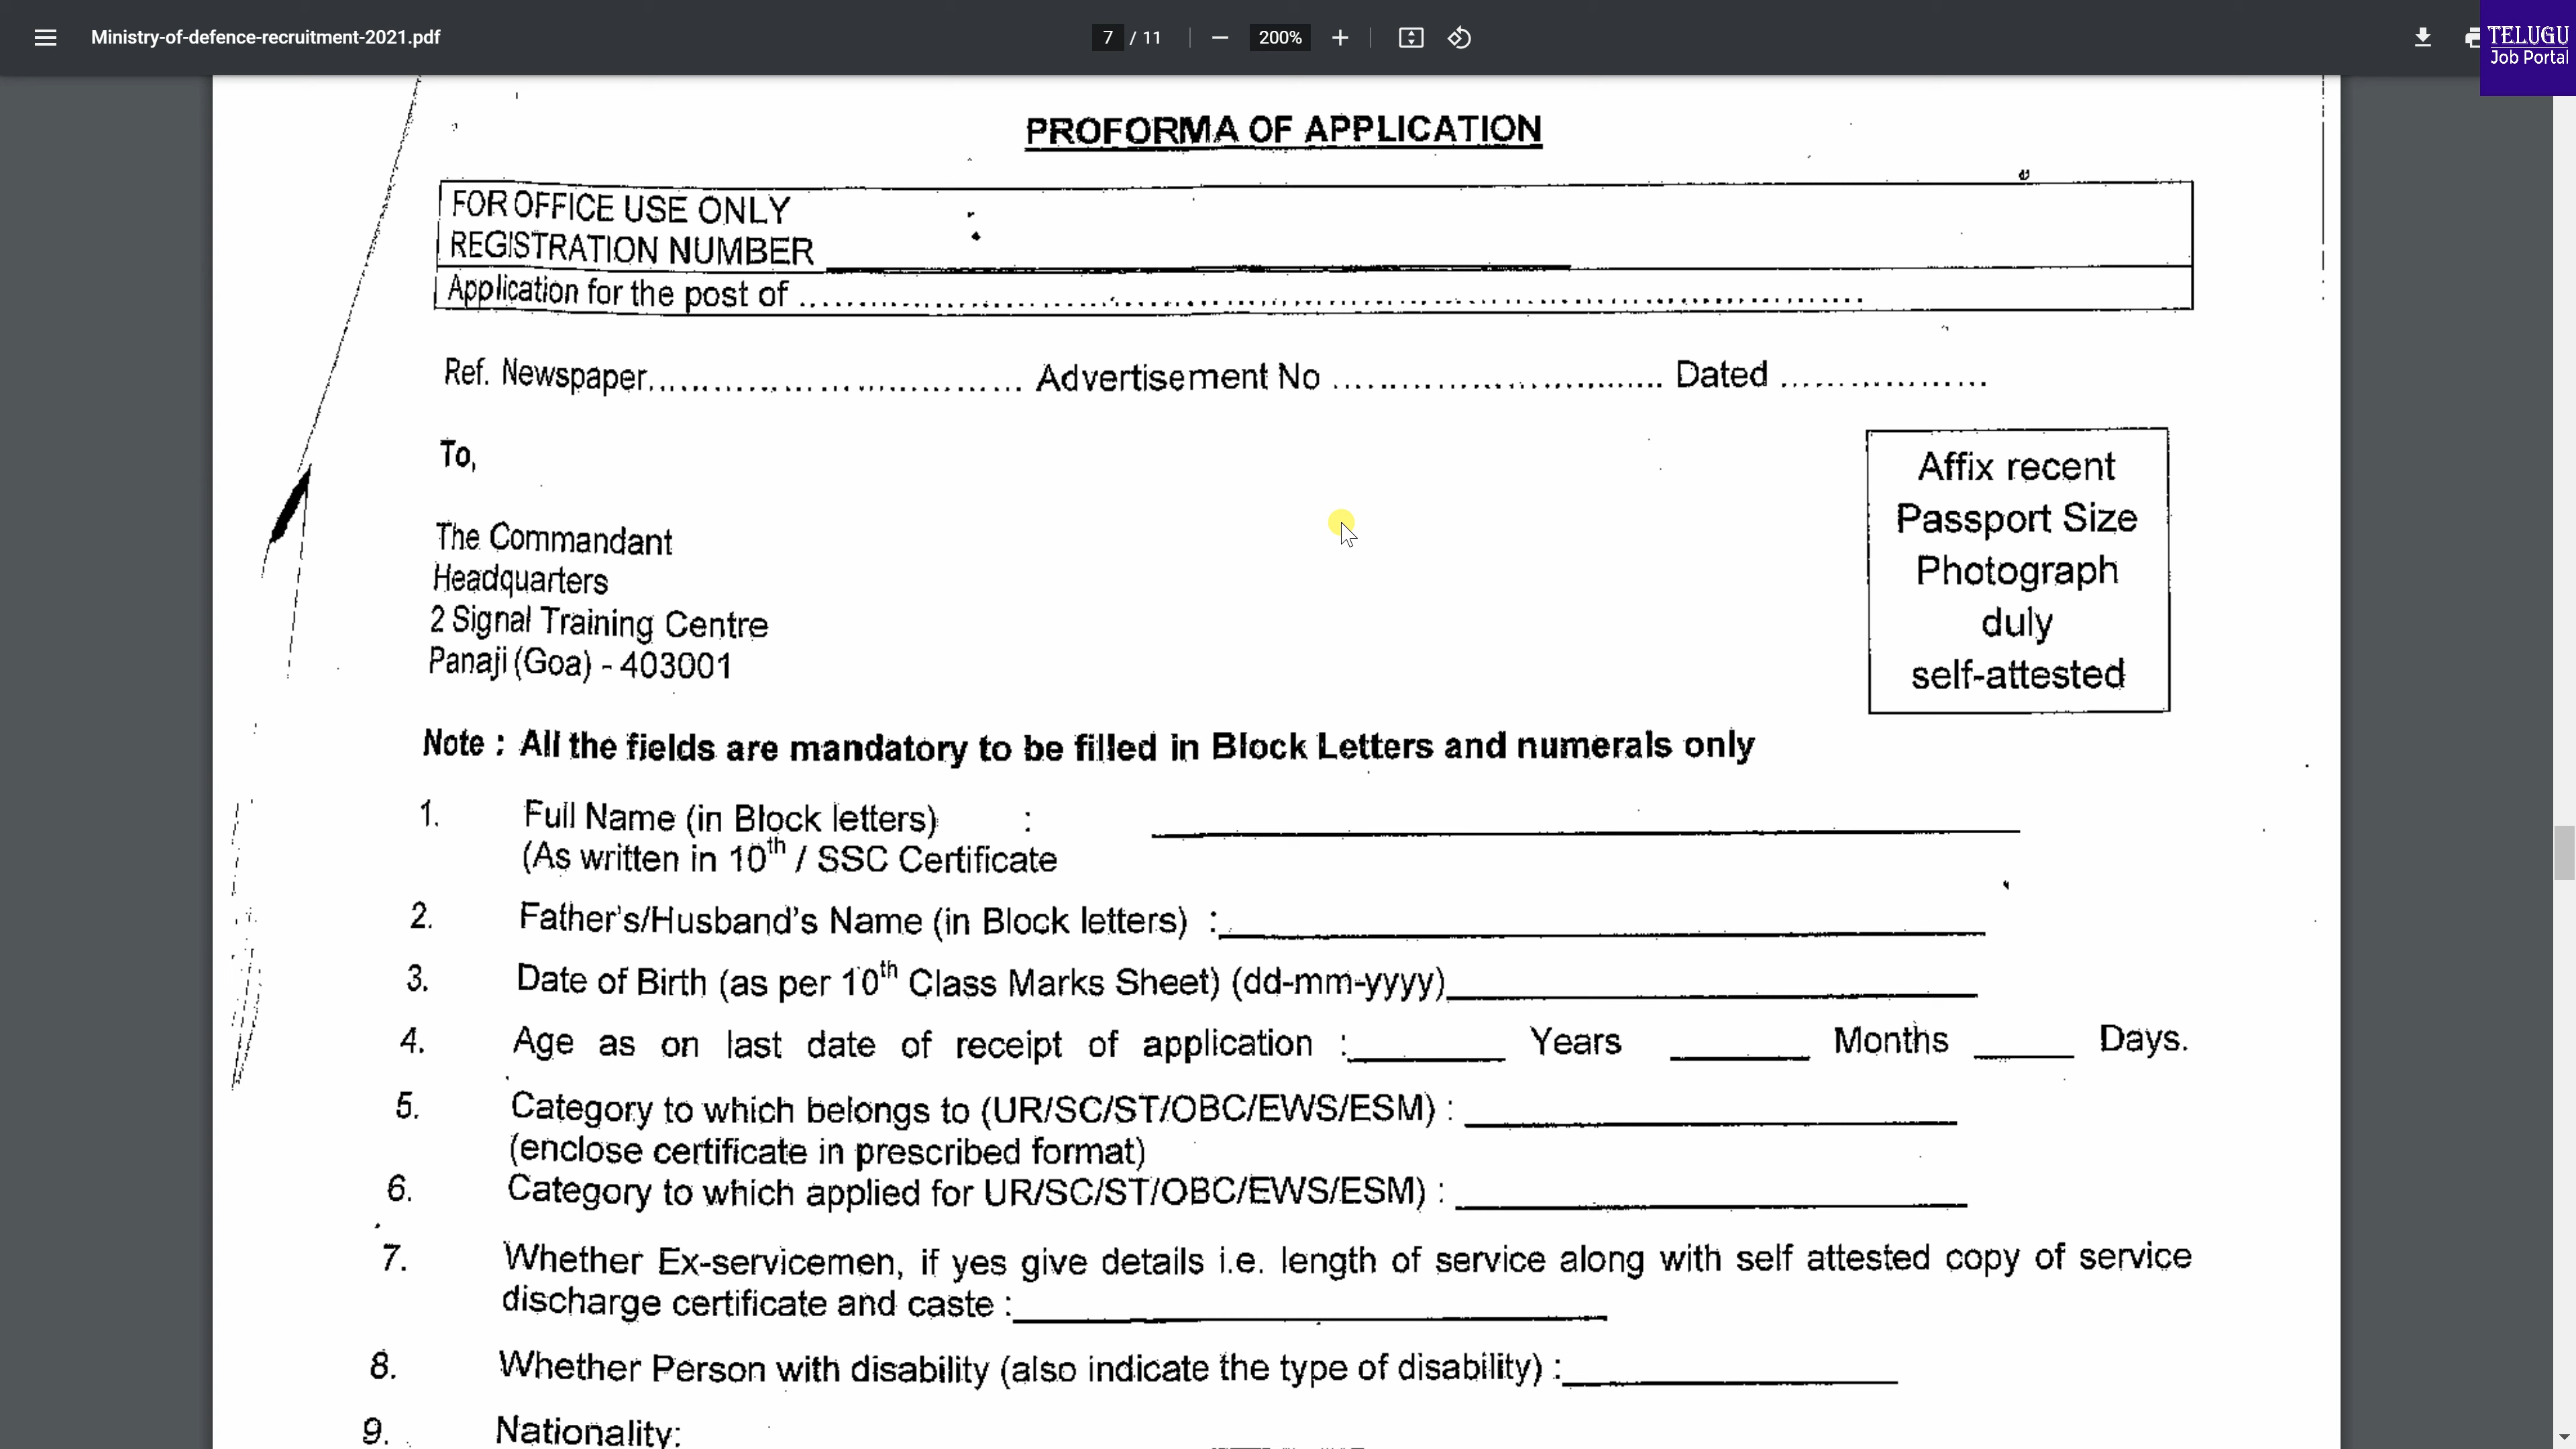 Ministry-of-defence-recruitment-2021.pdf
7 / 11
200%
TELUGU
Job Portal
PROFORMA OF APPLICATION
FOR OFFICE USE ONLY
REGISTRATION NUMBER
Application for the post of
Ref. Newspaper.................................. Advertisement No .............................. Dated ...................
To,
Affix recent
Passport Size
Photograph
duly
self-attested
The Commandant
Headquarters
2 Signal Training Centre
Panaji (Goa) - 403001
Note : All the fields are mandatory to be filled in Block Letters and numerals only
1. Full Name (in Block letters) :
(As written in 10th / SSC Certificate
2. Father's/Husband's Name (in Block letters) :
3. Date of Birth (as per 10th Class Marks Sheet) (dd-mm-yyyy)
4. Age as on last date of receipt of application : Years Months Days.
5. Category to which belongs to (UR/SC/ST/OBC/EWS/ESM) :
(enclose certificate in prescribed format)
6. Category to which applied for UR/SC/ST/OBC/EWS/ESM) :
7. Whether Ex-servicemen, if yes give details i.e. length of service along with self attested copy of service
discharge certificate and caste :
8. Whether Person with disability (also indicate the type of disability) :
9. Nationality: